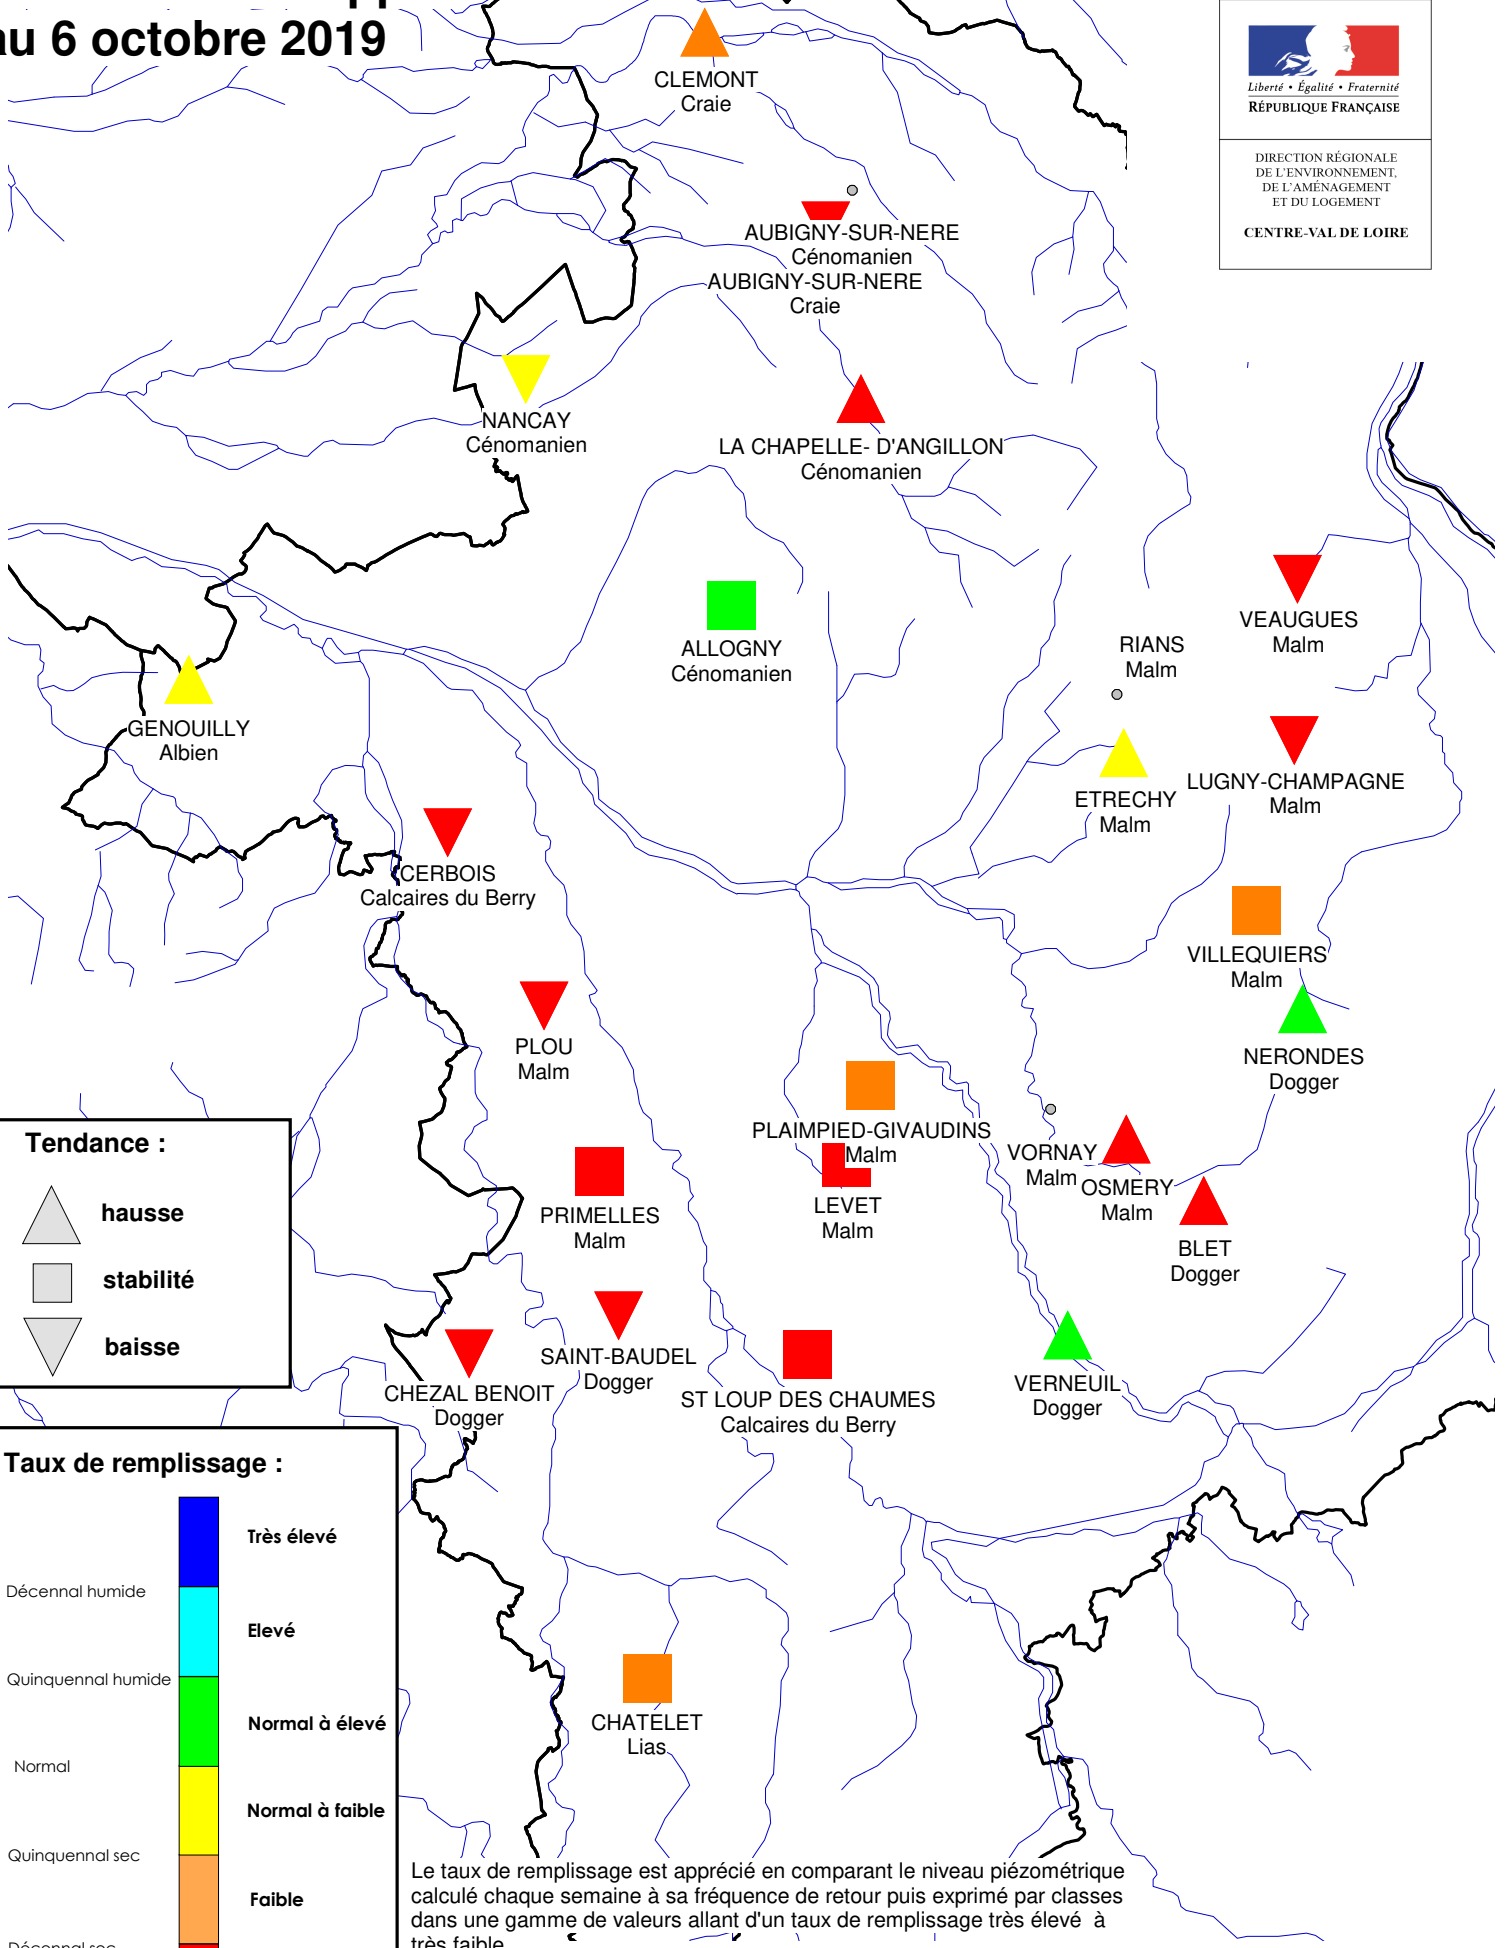 au 6 octobre 2019
Liberté • Égalité • Fraternité
RÉPUBLIQUE FRANÇAISE
DIRECTION RÉGIONALE
DE L'ENVIRONNEMENT,
DE L'AMÉNAGEMENT
ET DU LOGEMENT
CENTRE-VAL DE LOIRE
CLEMONT
Craie
AUBIGNY-SUR-NERE
Cénomanien
AUBIGNY-SUR-NERE
Craie
NANCAY
Cénomanien
LA CHAPELLE- D'ANGILLON
Cénomanien
VEAUGUES
Malm
RIANS
Malm
ALLOGNY
Cénomanien
GENOUILLY
Albien
LUGNY-CHAMPAGNE
Malm
ETRECHY
Malm
CERBOIS
Calcaires du Berry
VILLEQUIERS
Malm
PLOU
Malm
NERONDES
Dogger
PLAIMPIED-GIVAUDINS
Malm
VORNAY
Malm
OSMERY
Malm
LEVET
Malm
PRIMELLES
Malm
BLET
Dogger
SAINT-BAUDEL
Dogger
CHEZAL BENOIT
Dogger
ST LOUP DES CHAUMES
Calcaires du Berry
VERNEUIL
Dogger
CHATELET
Lias
Tendance :
hausse
stabilité
baisse
Taux de remplissage :
Très élevé
Décennal humide
Elevé
Quinquennal humide
Normal à élevé
Normal
Normal à faible
Quinquennal sec
Faible
Décennal sec
Le taux de remplissage est apprécié en comparant le niveau piézométrique
calculé chaque semaine à sa fréquence de retour puis exprimé par classes
dans une gamme de valeurs allant d'un taux de remplissage très élevé à
très faible